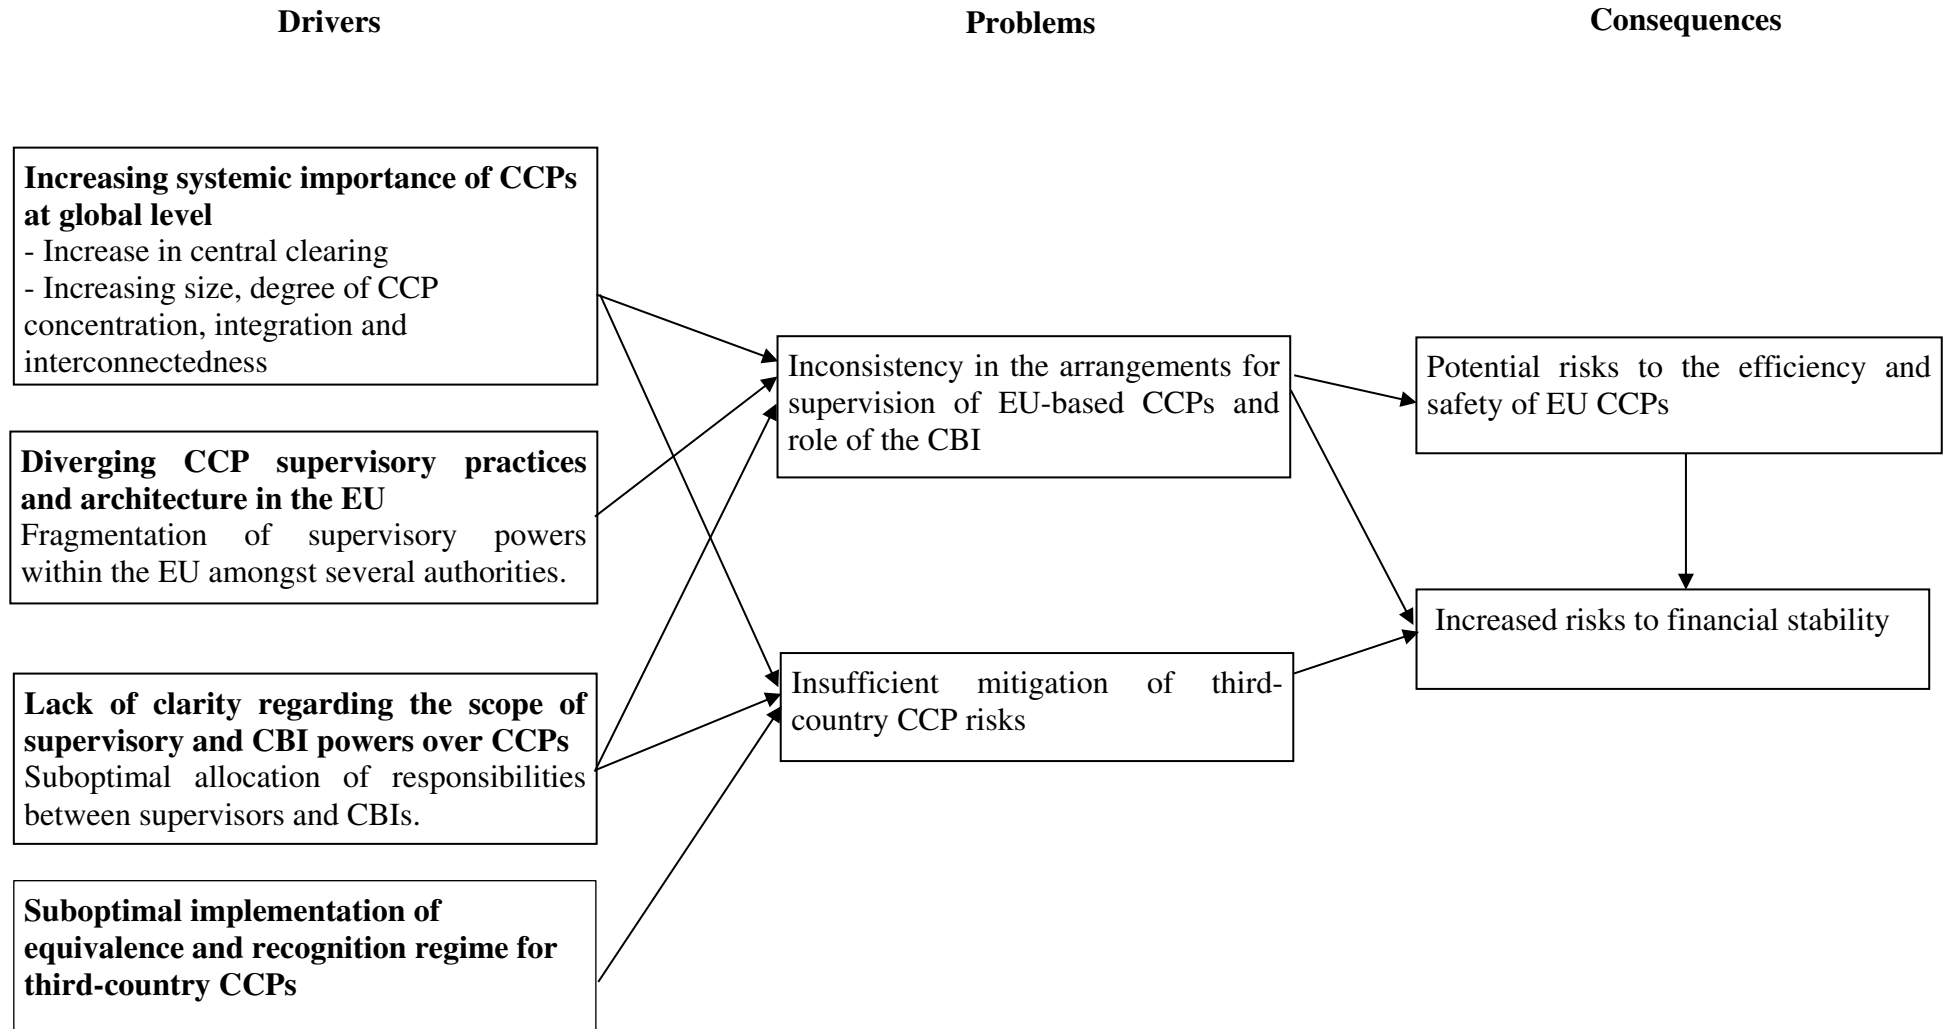 Drivers
Problems
Consequences
Increasing systemic importance of CCPs
at global level
- Increase in central clearing
- Increasing size, degree of CCP
concentration, integration and
interconnectedness
Diverging CCP supervisory practices
and architecture in the EU
Fragmentation of supervisory powers
within the EU amongst several authorities.
Lack of clarity regarding the scope of
supervisory and CBI powers over CCPs
Suboptimal allocation of responsibilities
between supervisors and CBIs.
Suboptimal implementation of
equivalence and recognition regime for
third-country CCPs
Inconsistency in the arrangements for
supervision of EU-based CCPs and
role of the CBI
Insufficient mitigation of third-
country CCP risks
Potential risks to the efficiency and
safety of EU CCPs
Increased risks to financial stability